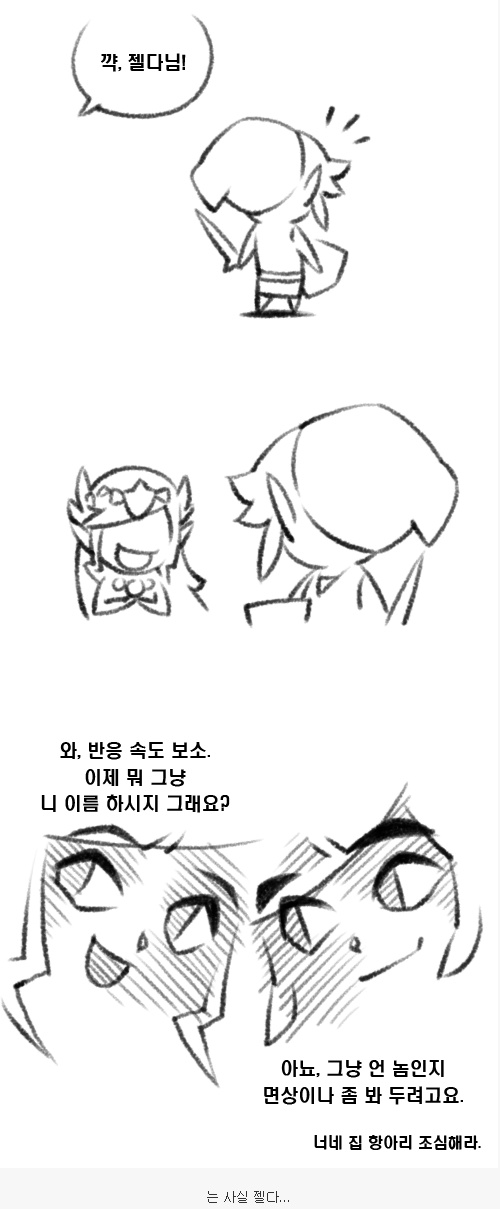 꺅, 젤다님!
와, 반응 속도 보소.
이제 뭐 그냥
니 이름 하시지 그래요?
아뇨, 그냥 언 놈인지
면상이나 좀 봐 두려고요.
너네 집 항아리 조심해라.
는 사실 젤다...